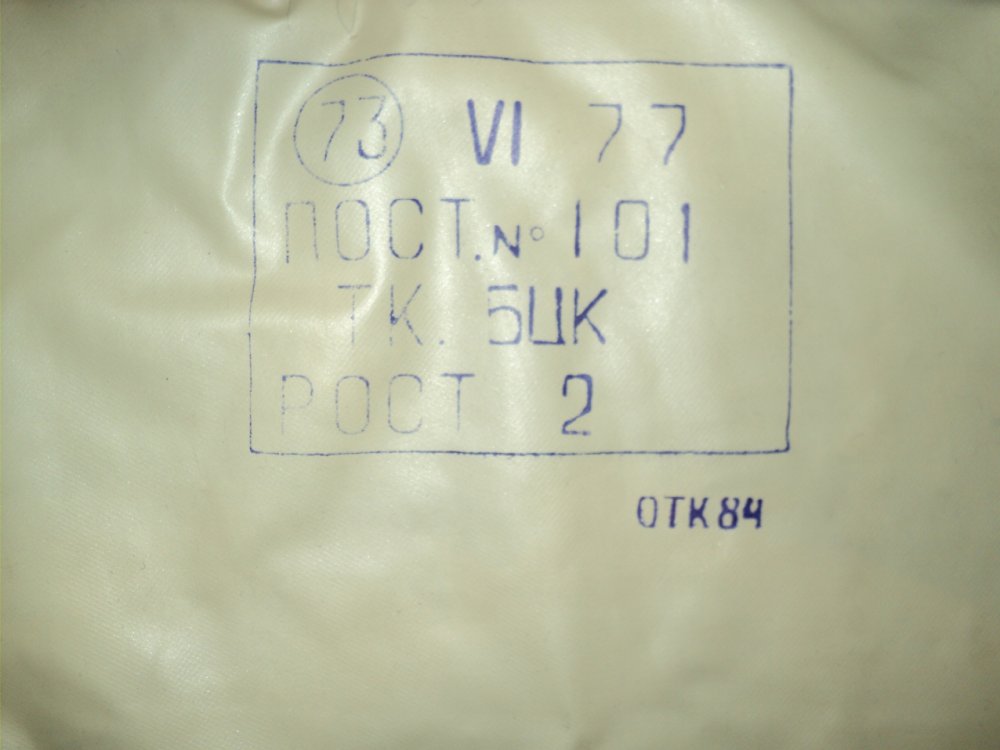 73 VI 77
ПОСТ. № 101
ТК. БЦК
РОСТ 2
ОТК 84